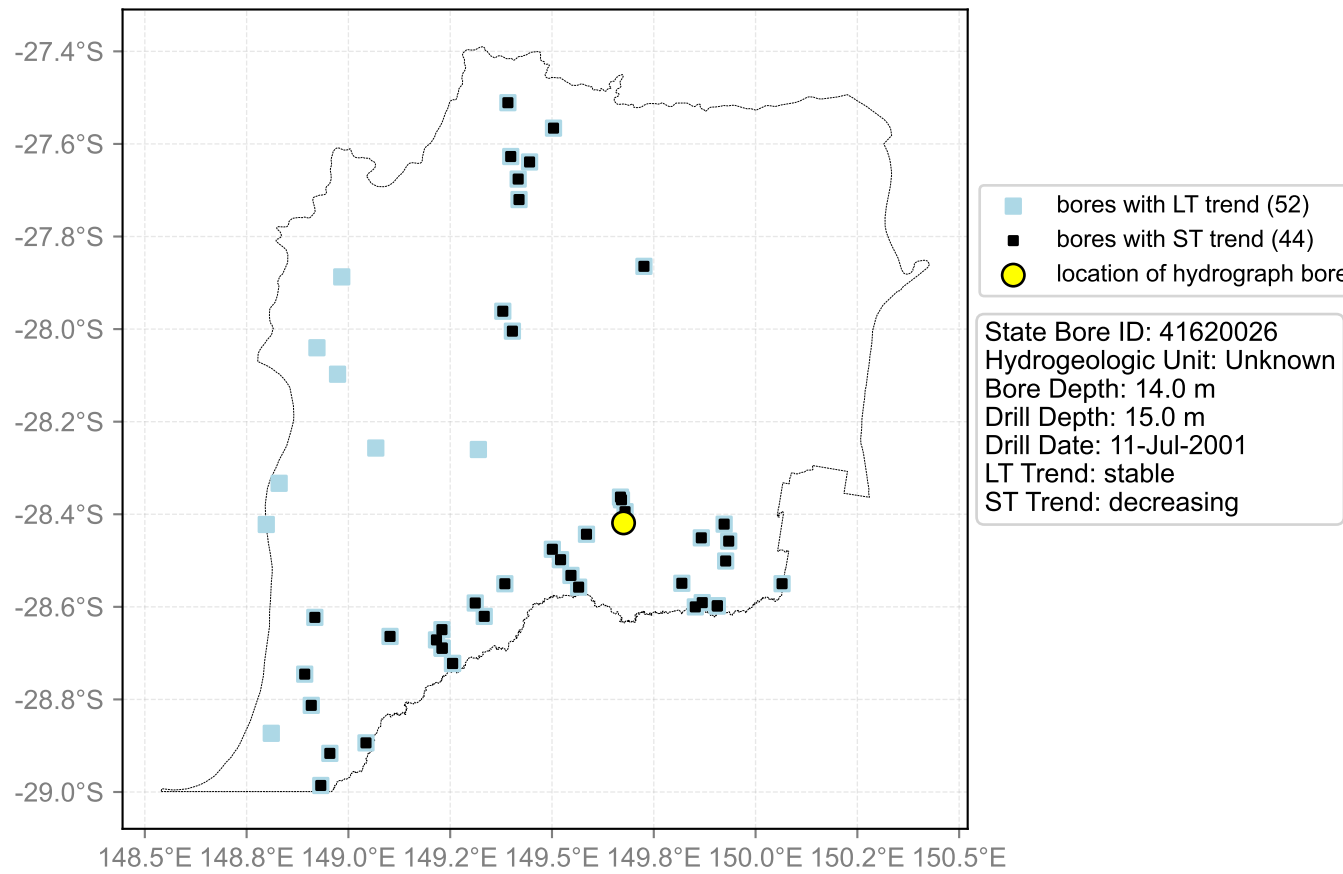 -27.4°S
-27.6°S
-27.8°S
-28.0°S
-28.2°S
-28.4°S
-28.6°S
-28.8°S
-29.0°S
148.5°E 148.8°E 149.0°E 149.2°E 149.5°E 149.8°E 150.0°E 150.2°E 150.5°E
bores with LT trend (52)
bores with ST trend (44)
location of hydrograph bore
State Bore ID: 41620026
Hydrogeologic Unit: Unknown
Bore Depth: 14.0 m
Drill Depth: 15.0 m
Drill Date: 11-Jul-2001
LT Trend: stable
ST Trend: decreasing